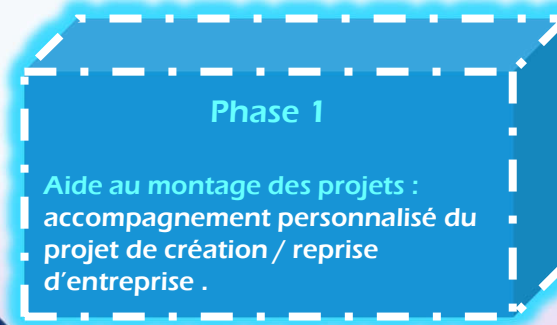 Phase 1
Aide au montage des projets :
accompagnement personnalisé du
projet de création / reprise
d'entreprise .